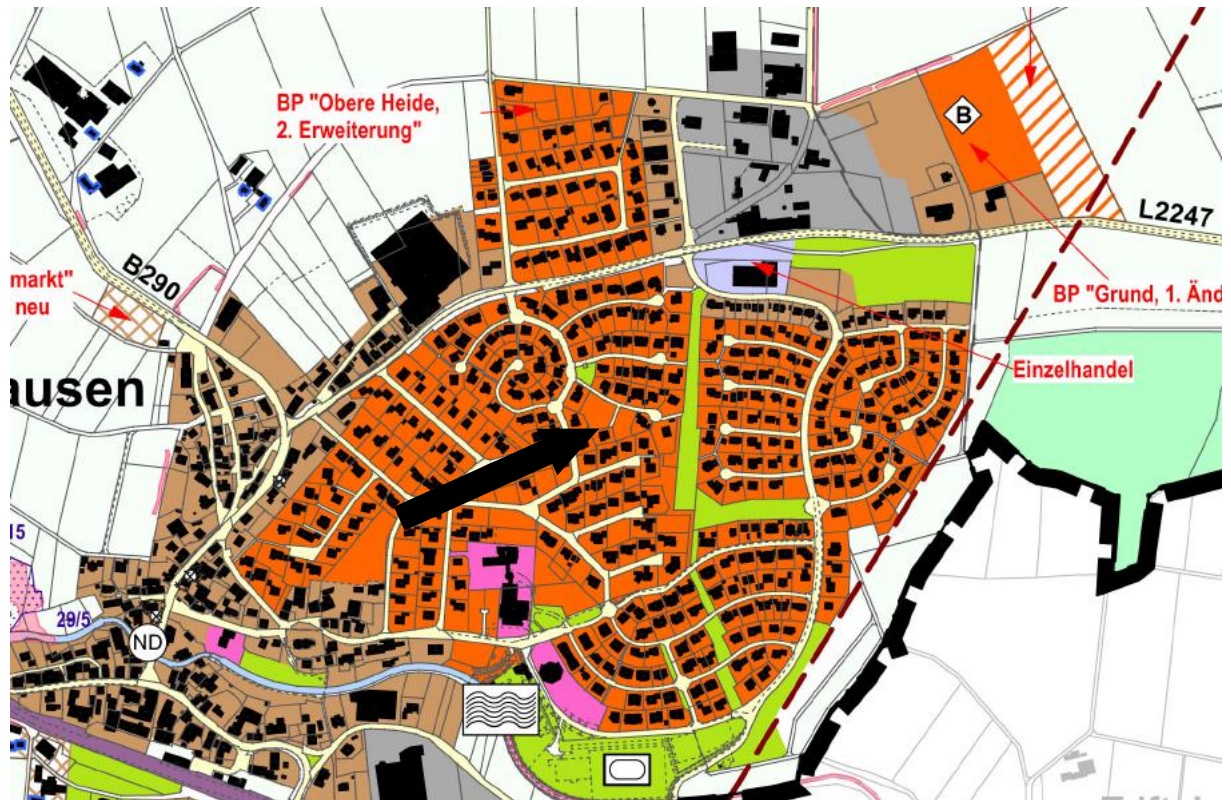 BP "Obere Heide,
2. Erweiterung"
B
L2247
B290
markt"
neu
BP "Grund, 1. Änd
ausen
Einzelhandel
15
29/5
ND